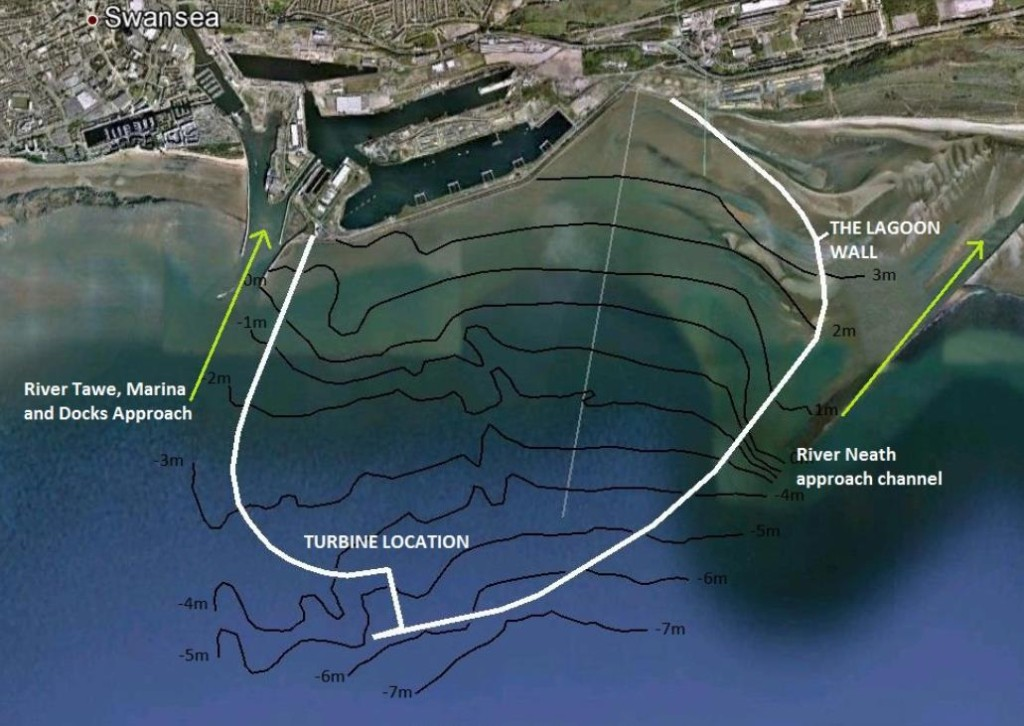 Swansea
THE LAGOON
WALL
3m
0m
-1m
2m
-2m
River Tawe, Marina
and Docks Approach
1m
-3m
River Neath
approach channel
-4m
-5m
TURBINE LOCATION
-6m
-4m
-7m
-5m
-6m
-7m